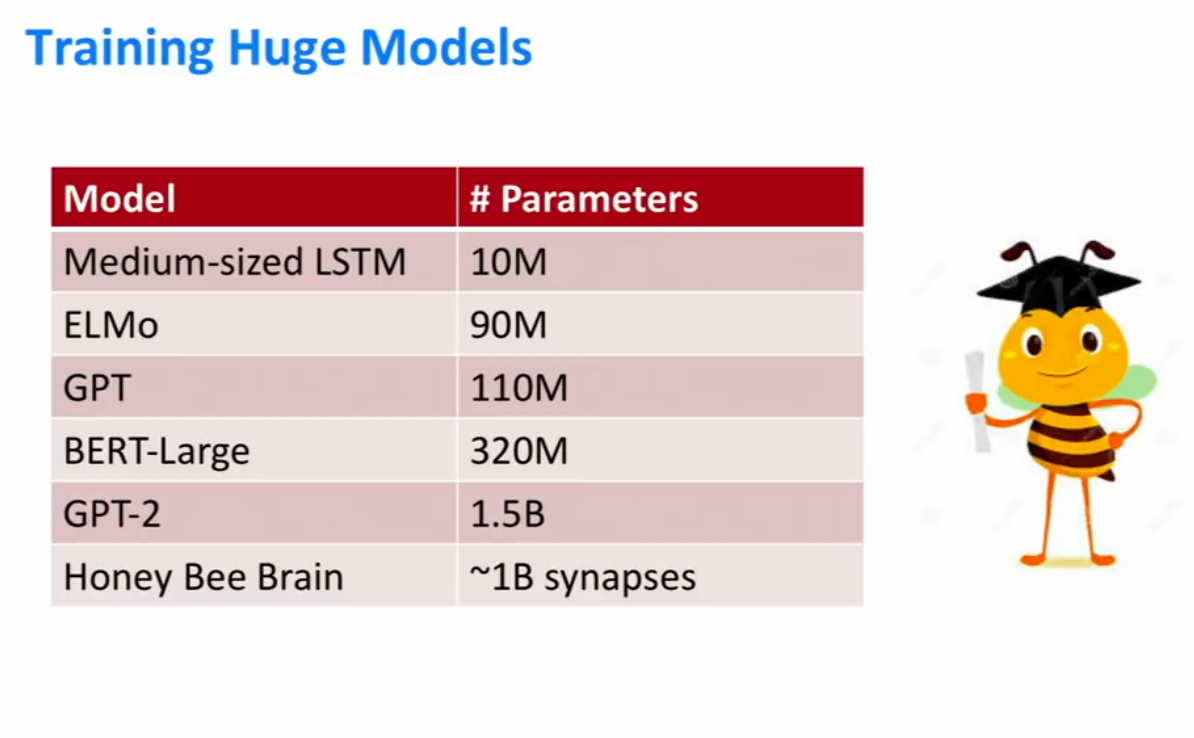 Training Huge Models
Model # Parameters
Medium-sized LSTM 10M
ELMo 90M
GPT 110M
BERT-Large 320M
GPT-2 1.5B
Honey Bee Brain ~1B synapses